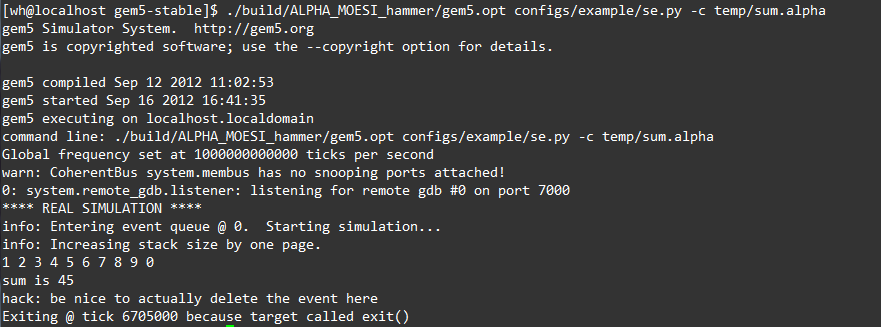 [wh@localhost gem5-stable]$ ./build/ALPHA_MOESI_hammer/gem5.opt configs/example/se.py -c temp/sum.alpha
gem5 Simulator System.  http://gem5.org
gem5 is copyrighted software; use the --copyright option for details.
gem5 compiled Sep 12 2012 11:02:53
gem5 started Sep 16 2012 16:41:35
gem5 executing on localhost.localdomain
command line: ./build/ALPHA_MOESI_hammer/gem5.opt configs/example/se.py -c temp/sum.alpha
Global frequency set at 1000000000000 ticks per second
warn: CoherentBus system.membus has no snooping ports attached!
0: system.remote_gdb.listener: listening for remote gdb #0 on port 7000
**** REAL SIMULATION ****
info: Entering event queue @ 0.  Starting simulation...
info: Increasing stack size by one page.
1 2 3 4 5 6 7 8 9 0
sum is 45
hack: be nice to actually delete the event here
Exiting @ tick 6705000 because target called exit()